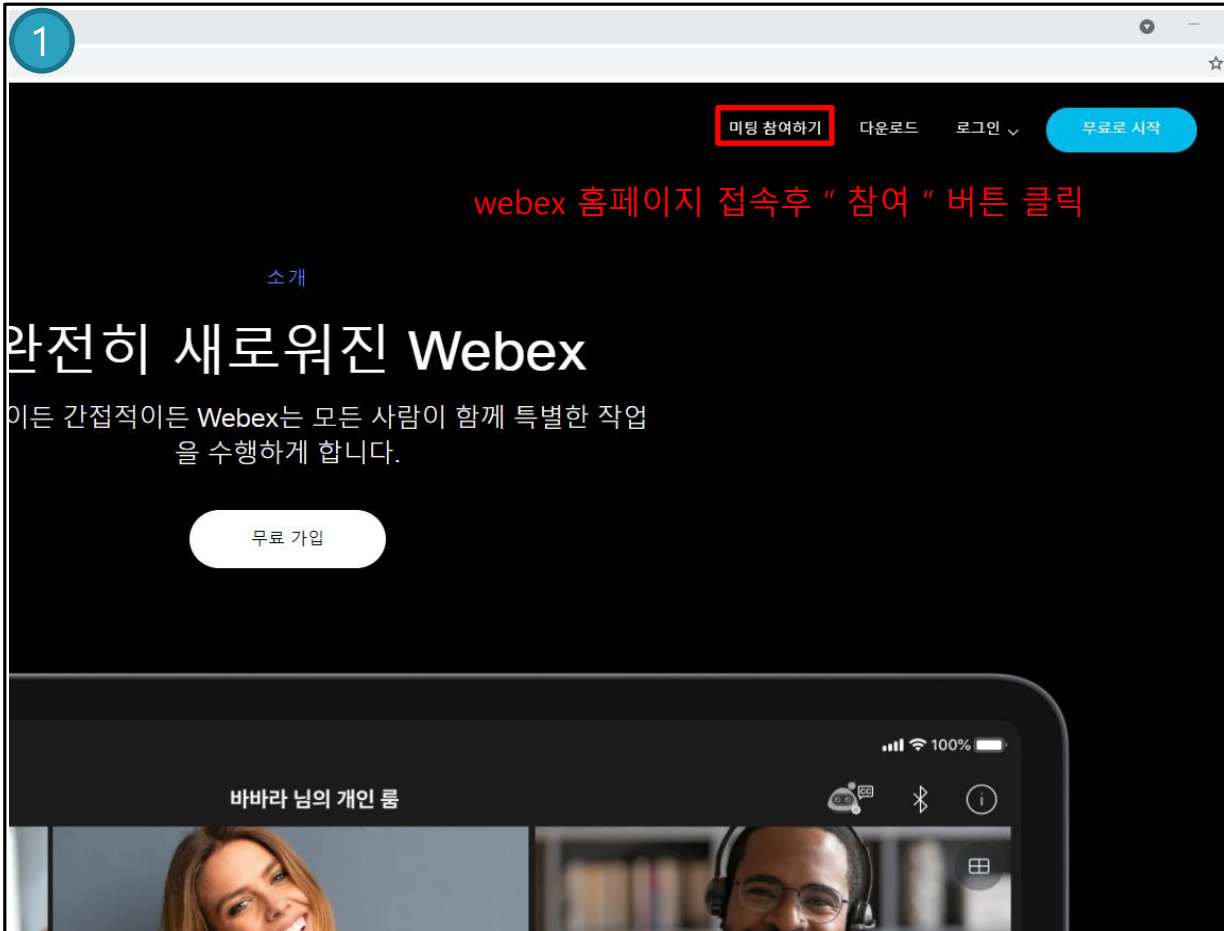 1
미팅 참여하기 다운로드 로그인 무료로 시작
webex 홈페이지 접속후 " 참여 " 버튼 클릭
소개
완전히 새로워진 Webex
이든 간접적이든 Webex는 모든 사람이 함께 특별한 작업
을 수행하게 합니다.
무료 가입
100%
바바라 님의 개인 룸
CC